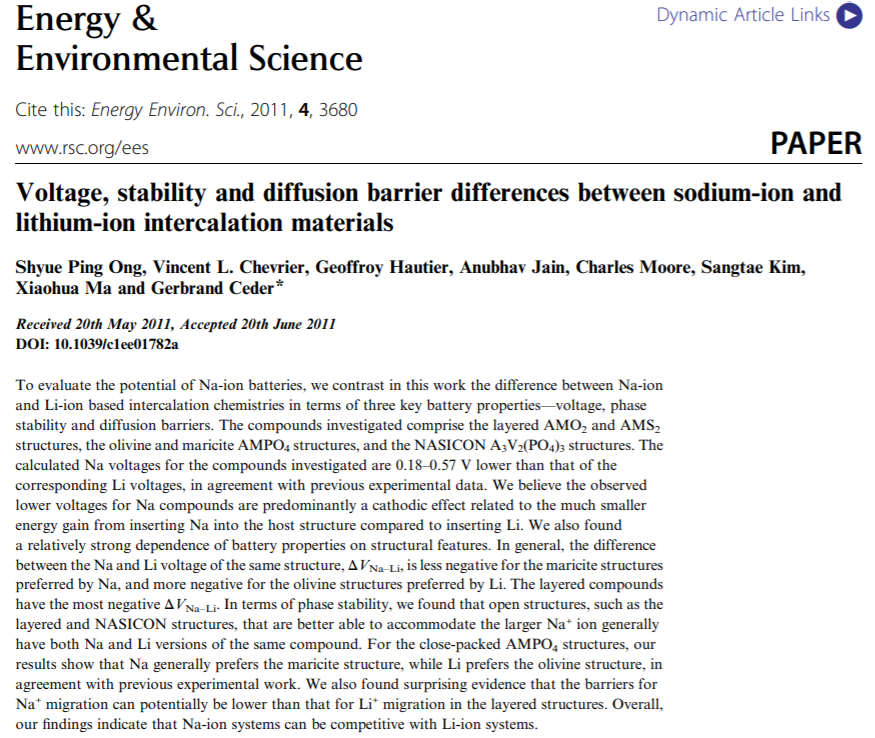 Energy &
Environmental Science
Dynamic Article Links
Cite this: Energy Environ. Sci., 2011, 4, 3680
www.rsc.org/ees
PAPER
Voltage, stability and diffusion barrier differences between sodium-ion and
lithium-ion intercalation materials
Shyue Ping Ong, Vincent L. Chevrier, Geoffroy Hautier, Anubhav Jain, Charles Moore, Sangtae Kim,
Xiaohua Ma and Gerbrand Ceder*
Received 20th May 2011, Accepted 20th June 2011
DOI: 10.1039/c1ee01782a
To evaluate the potential of Na-ion batteries, we contrast in this work the difference between Na-ion
and Li-ion based intercalation chemistries in terms of three key battery properties—voltage, phase
stability and diffusion barriers. The compounds investigated comprise the layered AMO₂ and AMS₂
structures, the olivine and maricite AMPO₄ structures, and the NASICON A₃V₂(PO₄)₃ structures. The
calculated Na voltages for the compounds investigated are 0.18–0.57 V lower than that of the
corresponding Li voltages, in agreement with previous experimental data. We believe the observed
lower voltages for Na compounds are predominantly a cathodic effect related to the much smaller
energy gain from inserting Na into the host structure compared to inserting Li. We also found
a relatively strong dependence of battery properties on structural features. In general, the difference
between the Na and Li voltage of the same structure, ΔV_Na–Li, is less negative for the maricite structures
preferred by Na, and more negative for the olivine structures preferred by Li. The layered compounds
have the most negative ΔV_Na–Li. In terms of phase stability, we found that open structures, such as the
layered and NASICON structures, that are better able to accommodate the larger Na⁺ ion generally
have both Na and Li versions of the same compound. For the close-packed AMPO₄ structures, our
results show that Na generally prefers the maricite structure, while Li prefers the olivine structure, in
agreement with previous experimental work. We also found surprising evidence that the barriers for
Na⁺ migration can potentially be lower than that for Li⁺ migration in the layered structures. Overall,
our findings indicate that Na-ion systems can be competitive with Li-ion systems.